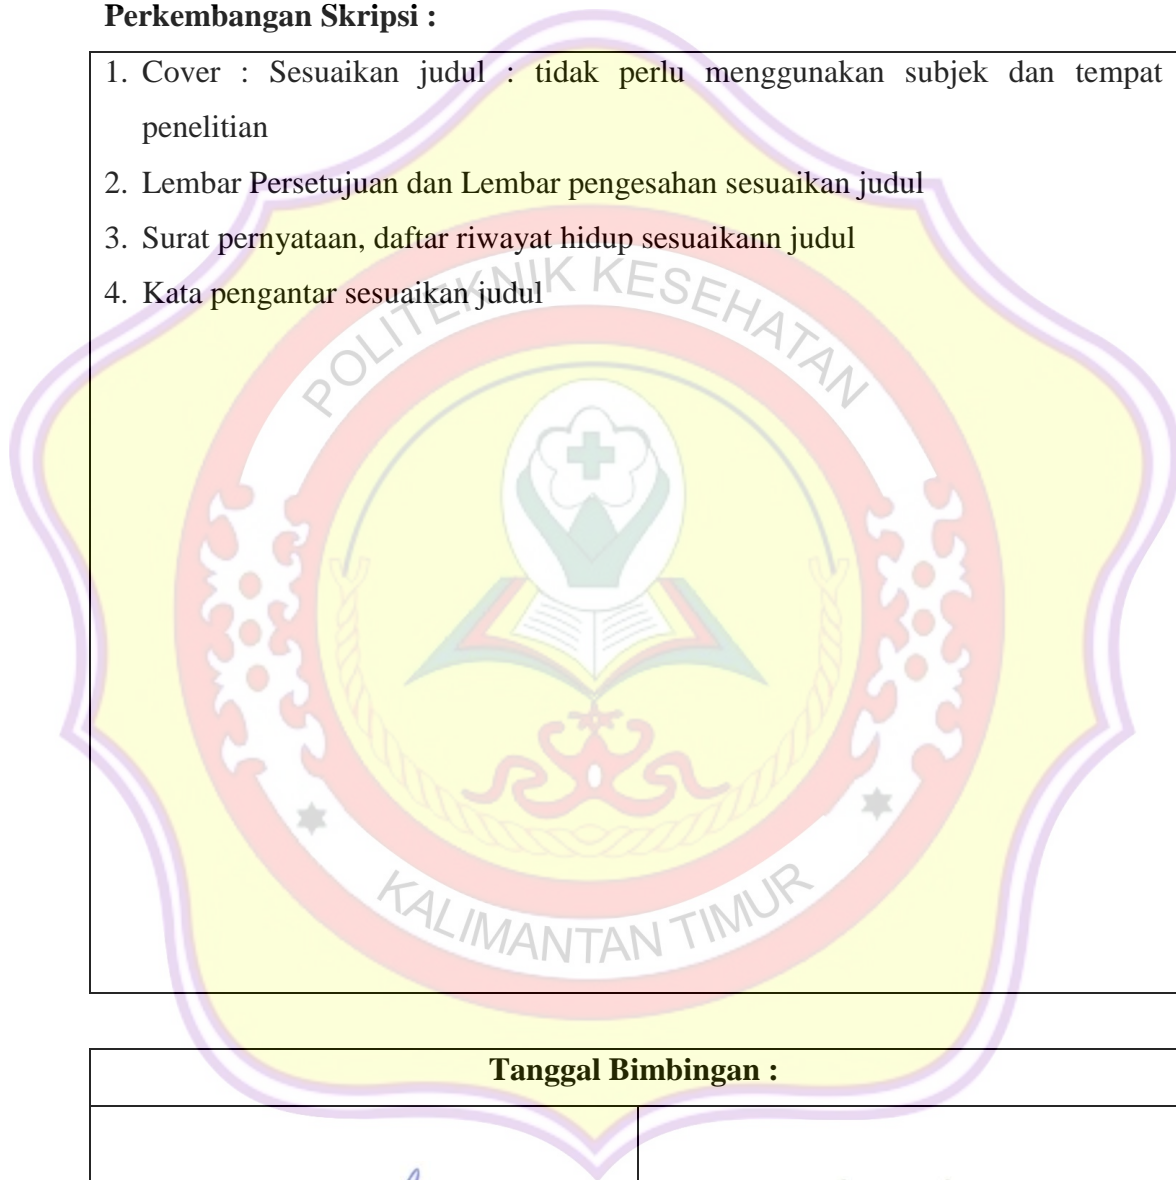 Perkembangan Skripsi :
1. Cover : Sesuaikan judul : tidak perlu menggunakan subjek dan tempat
penelitian
2. Lembar Persetujuan dan Lembar pengesahan sesuaikan judul
3. Surat pernyataan, daftar riwayat hidup sesuaikann judul
4. Kata pengantar sesuaikan judul
POLITEKNIK KESEHATAN
KALIMANTAN TIMUR
Tanggal Bimbingan :